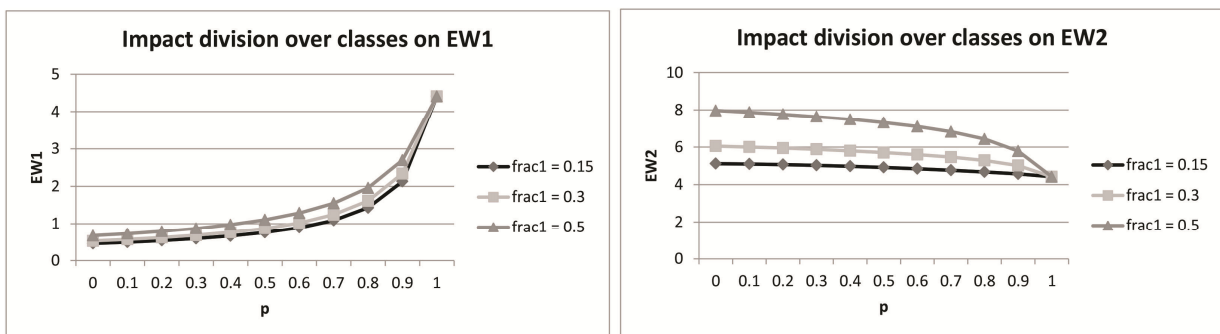 Impact division over classes on EW1
5
4
3
2
1
0
EW1
0 0.1 0.2 0.3 0.4 0.5 0.6 0.7 0.8 0.9 1
p
frac1 = 0.15
frac1 = 0.3
frac1 = 0.5
Impact division over classes on EW2
10
8
6
4
2
0
EW2
0 0.1 0.2 0.3 0.4 0.5 0.6 0.7 0.8 0.9 1
p
frac1 = 0.15
frac1 = 0.3
frac1 = 0.5